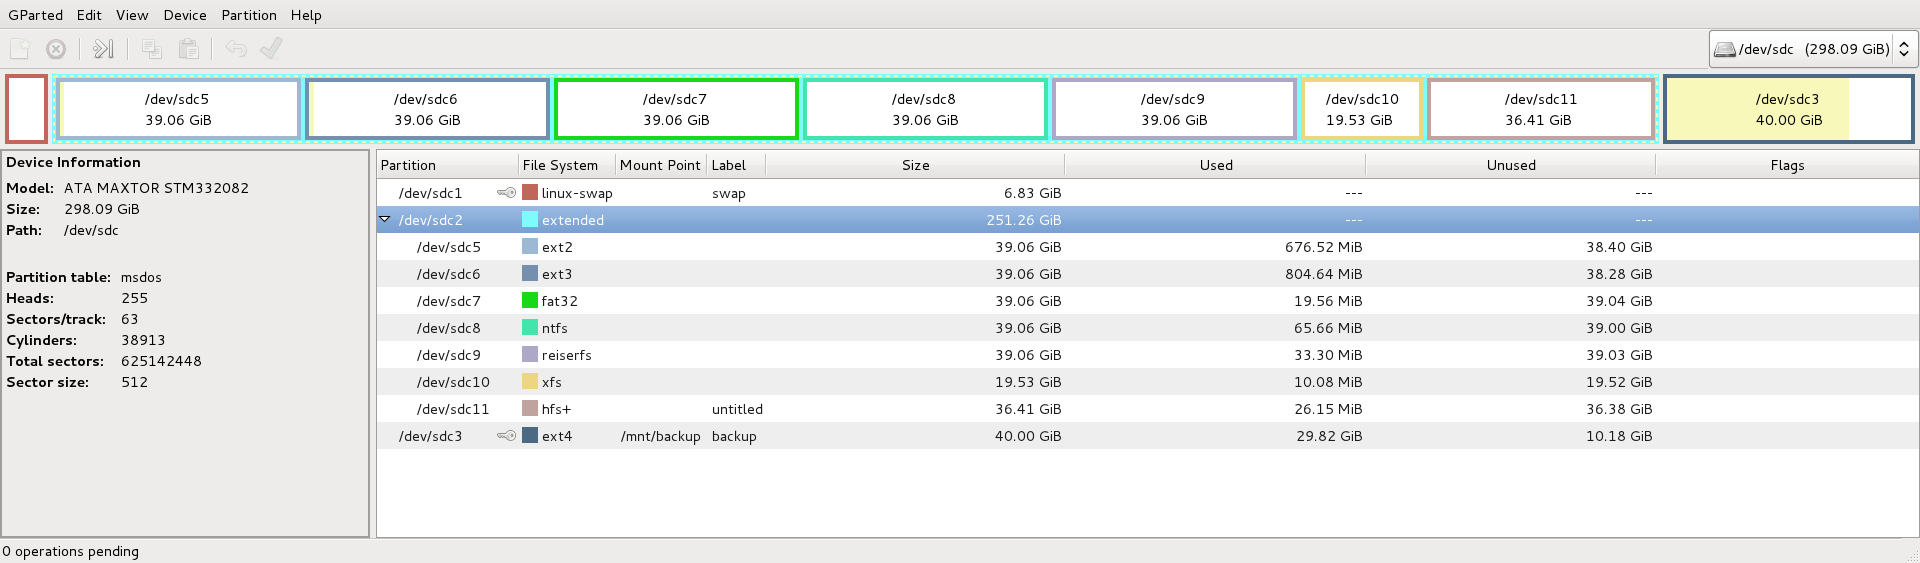 GParted Edit View Device Partition Help
/dev/sdc (298.09 GiB)
/dev/sdc5 /dev/sdc6 /dev/sdc7 /dev/sdc8 /dev/sdc9 /dev/sdc10 /dev/sdc11 /dev/sdc3
39.06 GiB 39.06 GiB 39.06 GiB 39.06 GiB 39.06 GiB 19.53 GiB 36.41 GiB 40.00 GiB
Device Information
Model: ATA MAXTOR STM332082
Size: 298.09 GiB
Path: /dev/sdc
Partition table: msdos
Heads: 255
Sectors/track: 63
Cylinders: 38913
Total sectors: 625142448
Sector size: 512
Partition File System Mount Point Label Size Used Unused Flags
/dev/sdc1 linux-swap swap 6.83 GiB --- ---
/dev/sdc2 extended 251.26 GiB --- ---
/dev/sdc5 ext2 39.06 GiB 676.52 MiB 38.40 GiB
/dev/sdc6 ext3 39.06 GiB 804.64 MiB 38.28 GiB
/dev/sdc7 fat32 39.06 GiB 19.56 MiB 39.04 GiB
/dev/sdc8 ntfs 39.06 GiB 65.66 MiB 39.00 GiB
/dev/sdc9 reiserfs 39.06 GiB 33.30 MiB 39.03 GiB
/dev/sdc10 xfs 19.53 GiB 10.08 MiB 19.52 GiB
/dev/sdc11 hfs+ untitled 36.41 GiB 26.15 MiB 36.38 GiB
/dev/sdc3 ext4 /mnt/backup backup 40.00 GiB 29.82 GiB 10.18 GiB
0 operations pending